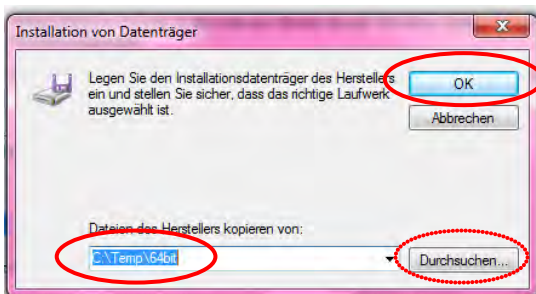 Installation von Datenträger
Legen Sie den Installationsdatenträger des Herstellers
ein und stellen Sie sicher, dass das richtige Laufwerk
ausgewählt ist.
OK
Abbrechen
Dateien des Herstellers kopieren von:
C:\Temp\64bit
Durchsuchen...